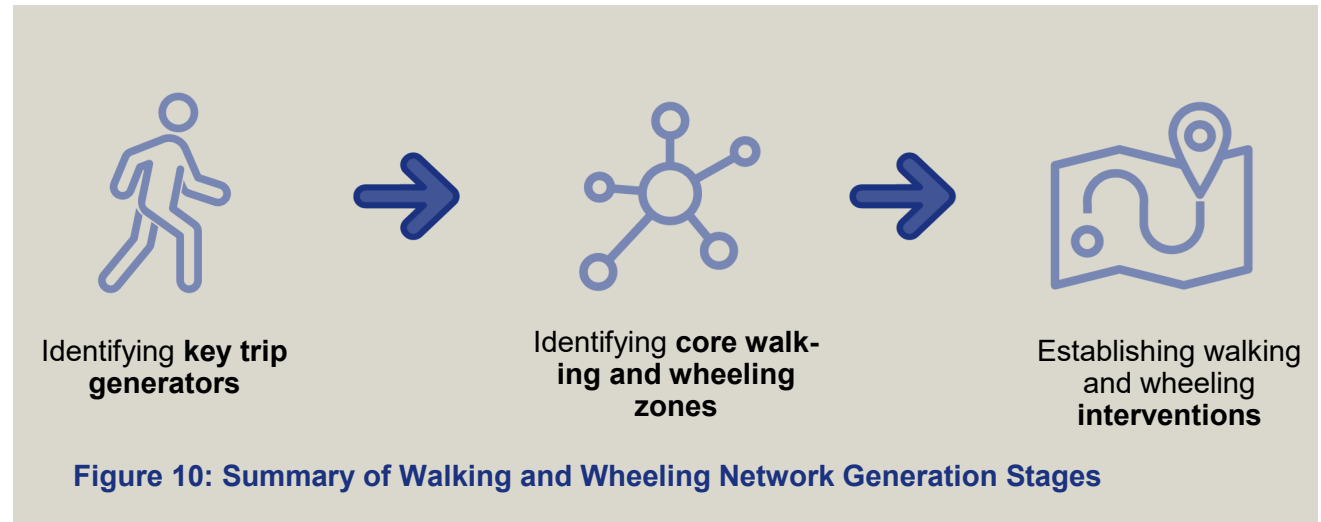 Identifying key trip
generators
Identifying core walk-
ing and wheeling
zones
Establishing walking
and wheeling
interventions
Figure 10: Summary of Walking and Wheeling Network Generation Stages